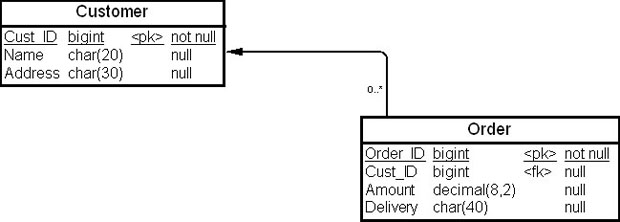 Customer
Cust_ID bigint <pk> not null
Name char(20) null
Address char(30) null
0..*
Order
Order_ID bigint <pk> not null
Cust_ID bigint <fk> null
Amount decimal(8,2) null
Delivery char(40) null